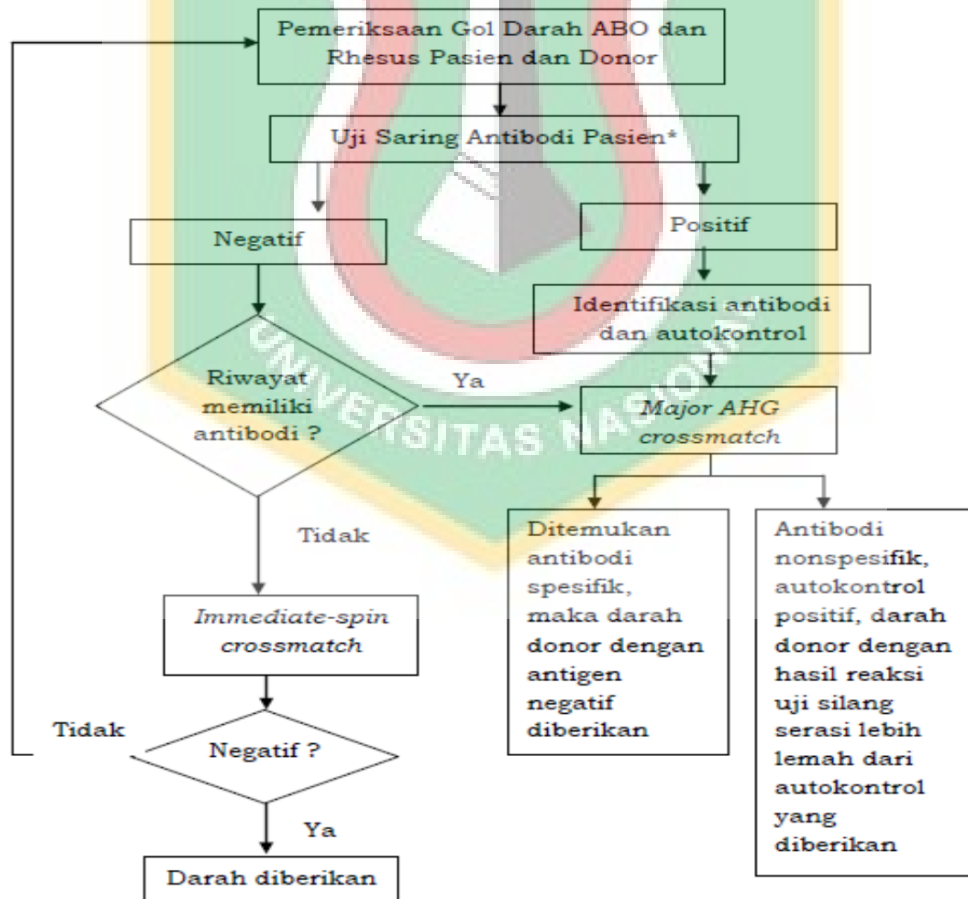 Pemeriksaan Gol Darah ABO dan
Rhesus Pasien dan Donor
Uji Saring Antibodi Pasien*
Negatif
Positif
Identifikasi antibodi
dan autokontrol
Riwayat
memiliki
antibodi ?
Ya
Major AHG
crossmatch
UNIVERSITAS NASIONAL
Tidak
Ditemukan
antibodi
spesifik,
maka darah
donor dengan
antigen
negatif
diberikan
Antibodi
nonspesifik,
autokontrol
positif, darah
donor dengan
hasil reaksi
uji silang
serasi lebih
lemah dari
autokontrol
yang
diberikan
Immediate-spin
crossmatch
Tidak
Negatif ?
Ya
Darah diberikan